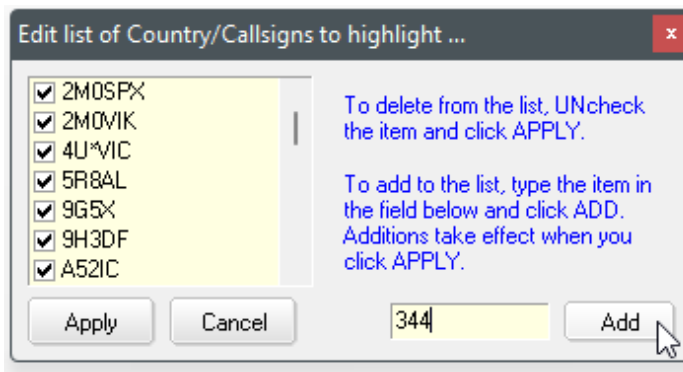 Edit list of Country/Callsigns to highlight ...
x
2M0SPX
2M0VIK
4U*VIC
5R8AL
9G5X
9H3DF
A52IC
To delete from the list, UNcheck
the item and click APPLY.
To add to the list, type the item in
the field below and click ADD.
Additions take effect when you
click APPLY.
Apply
Cancel
344
Add